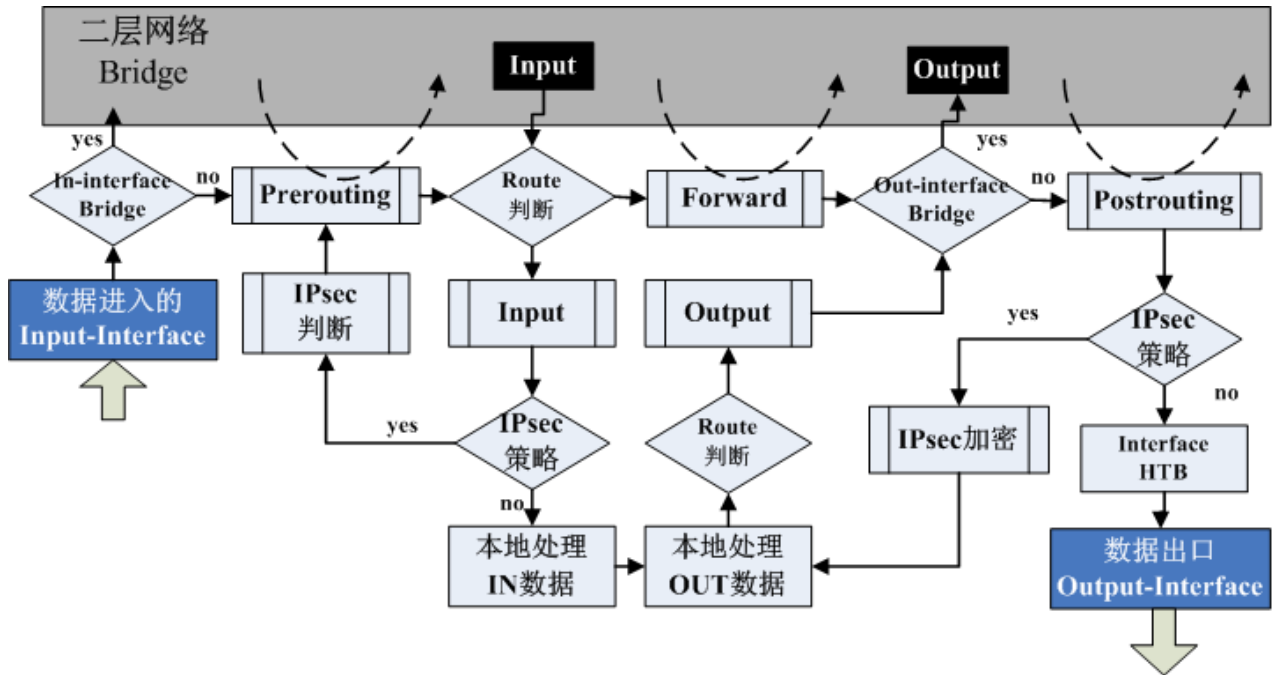 二层网络
Bridge
Input
Output
yes
In-interface
Bridge
no
Prerouting
Route
判断
Forward
yes
Out-interface
Bridge
no
Postrouting
数据进入的
Input-Interface
IPsec
判断
Input
Output
yes
IPsec
策略
no
yes
IPsec
策略
no
Route
判断
IPsec加密
Interface
HTB
本地处理
IN数据
本地处理
OUT数据
数据出口
Output-Interface